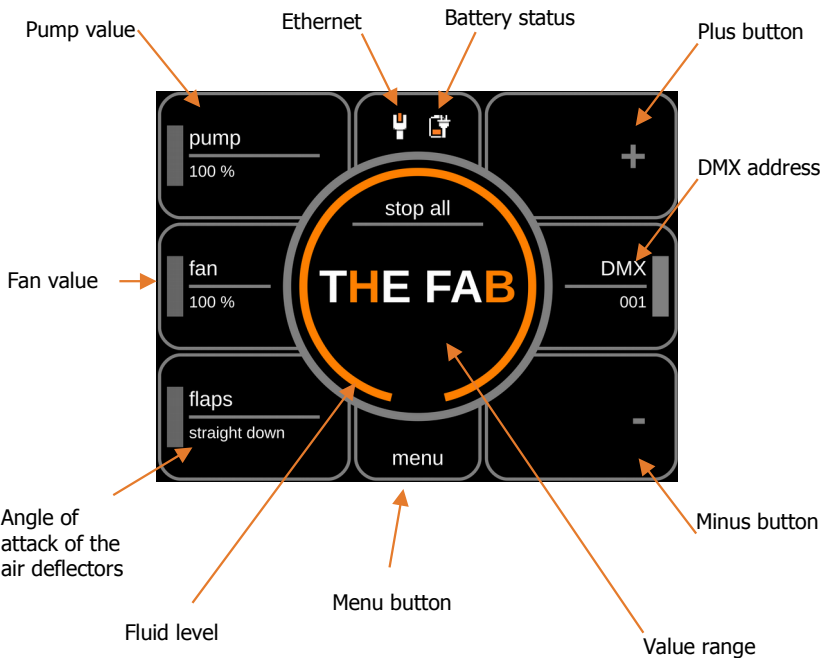 Ethernet
Battery status
Pump value
Plus button
pump
100 %
+
stop all
DMX address
fan
100 %
THE FAB
DMX
001
Fan value
flaps
straight down
-
menu
Angle of
attack of the
air deflectors
Minus button
Menu button
Fluid level
Value range